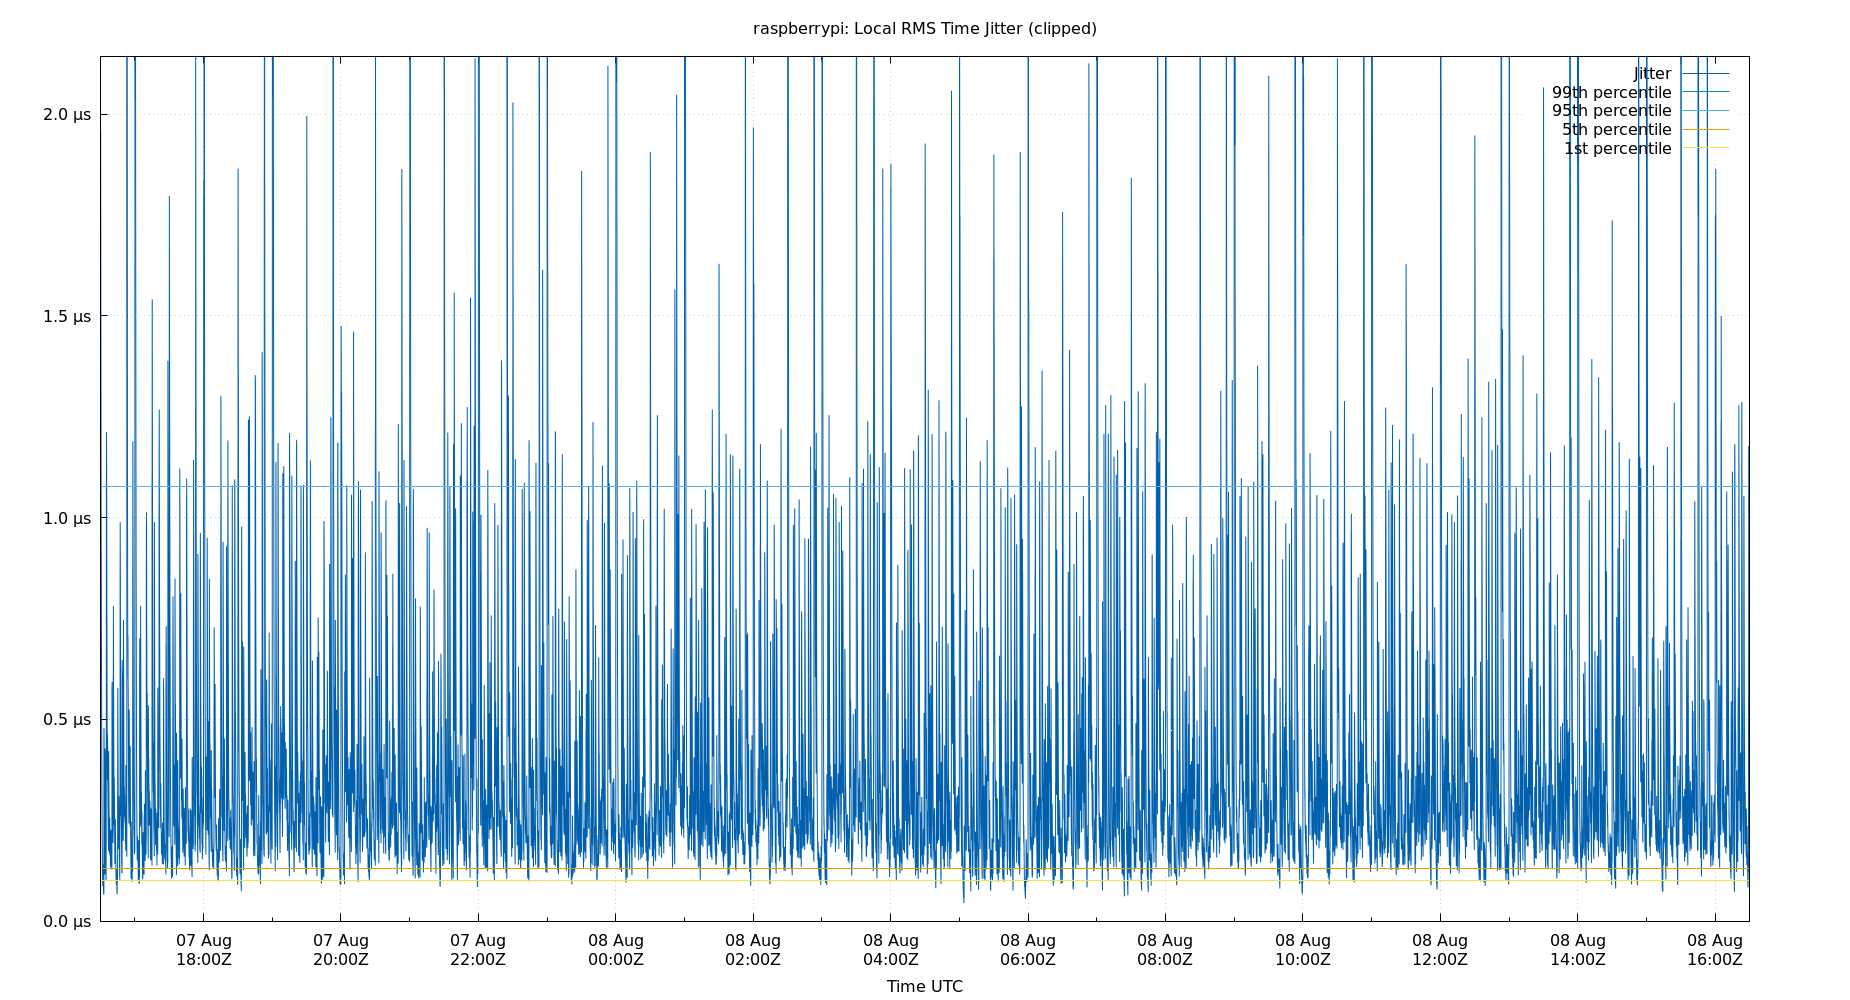 raspberrypi: Local RMS Time Jitter (clipped)
Jitter
99th percentile
95th percentile
5th percentile
1st percentile
2.0 µs
1.5 µs
1.0 µs
0.5 µs
0.0 µs
07 Aug 07 Aug 07 Aug 08 Aug 08 Aug 08 Aug 08 Aug 08 Aug 08 Aug 08 Aug 08 Aug 08 Aug
18:00Z 20:00Z 22:00Z 00:00Z 02:00Z 04:00Z 06:00Z 08:00Z 10:00Z 12:00Z 14:00Z 16:00Z
Time UTC